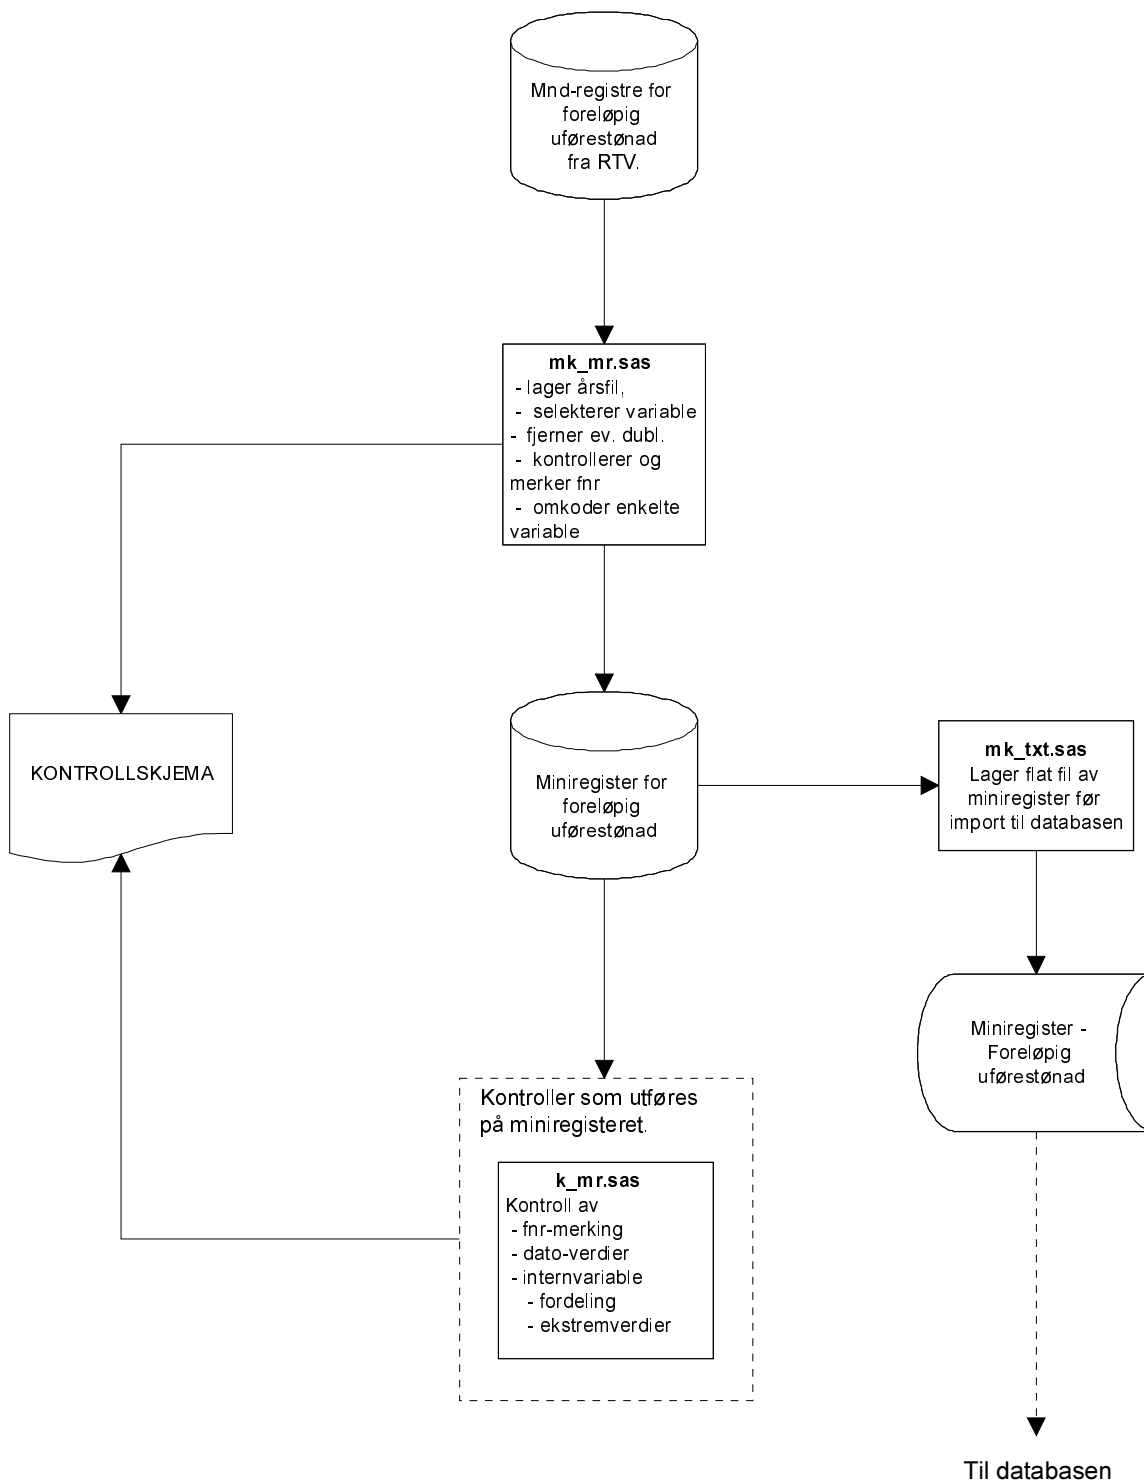 Mnd-registre for
foreløpig
uførestønad
fra RTV.
mk_mr.sas
- lager årsfil,
- selekterer variable
- fjerner ev. dubl.
- kontrollerer og
merker fnr
- omkoder enkelte
variable
KONTROLLSKJEMA
Miniregister for
foreløpig
uførestønad
mk_txt.sas
Lager flat fil av
miniregister før
import til databasen
Miniregister -
Foreløpig
uførestønad
Kontroller som utføres
på miniregisteret.
k_mr.sas
Kontroll av
- fnr-merking
- dato-verdier
- internvariable
- fordeling
- ekstremverdier
Til databasen